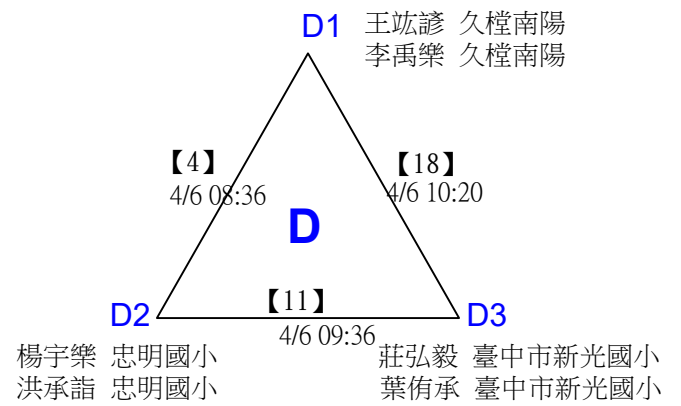 D1 王竑諺 久樘南陽
李禹樂 久樘南陽
【4】
4/6 08:36
【18】
4/6 10:20
D
【11】
4/6 09:36
D2
D3
楊宇樂 忠明國小
洪承詣 忠明國小
莊弘毅 臺中市新光國小
葉侑承 臺中市新光國小